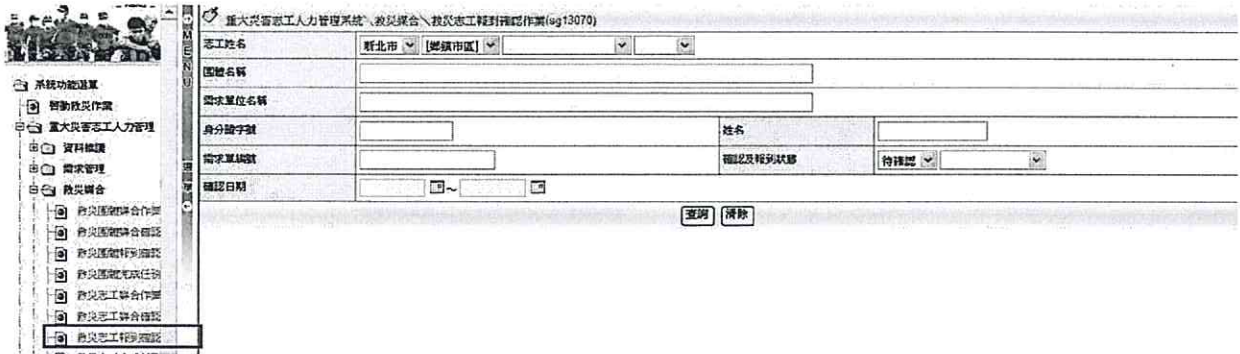 重大災害志工人力管理系統＼救災媒合＼救災志工報到確認作業(sg13070)
MENU
選單
系統功能選單
啓動救災作業
重大災害志工人力管理
資料維護
需求管理
救災媒合
救災團體媒合作業
救災團體媒合確認
救災團體報到確認
救災團體完成任務
救災志工媒合作業
救災志工媒合確認
救災志工報到確認
志工姓名 新北市 [鄉鎮市區]
團體名稱
需求單位名稱
身分證字號 姓名
需求單編號 確認及報到狀態 待確認
確認日期 ～
查詢 清除